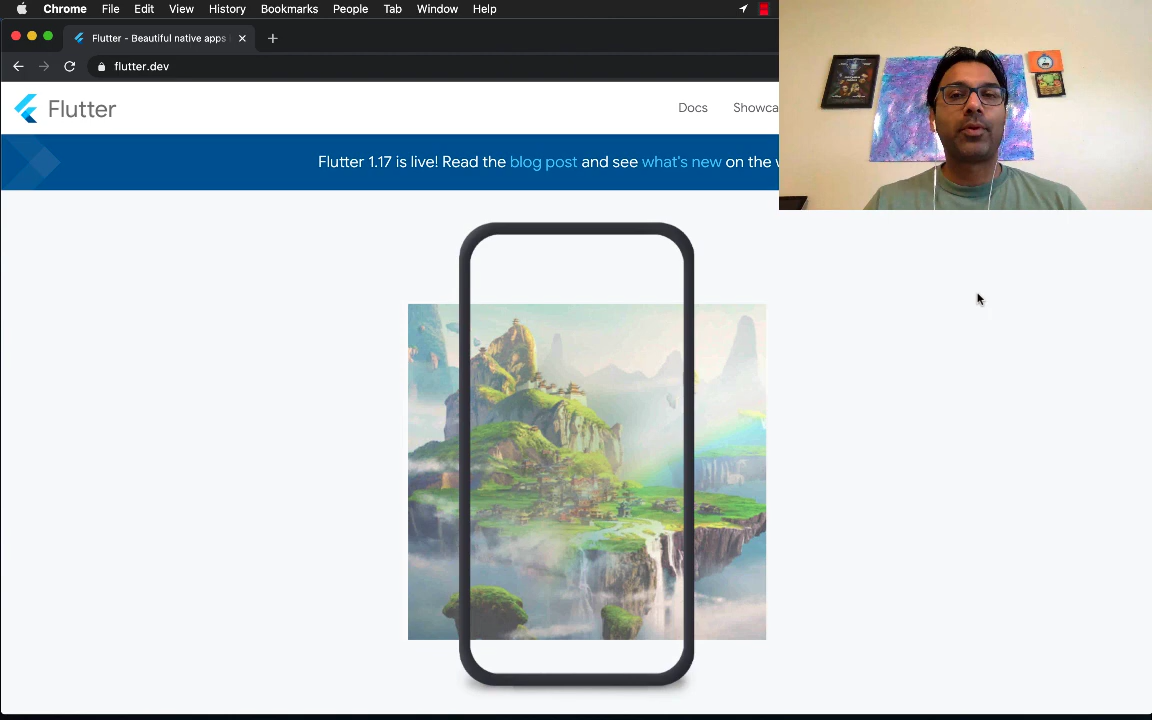 Chrome File Edit View History Bookmarks People Tab Window Help
Flutter - Beautiful native apps
flutter.dev
Flutter
Docs Showca
Flutter 1.17 is live! Read the blog post and see what's new on the